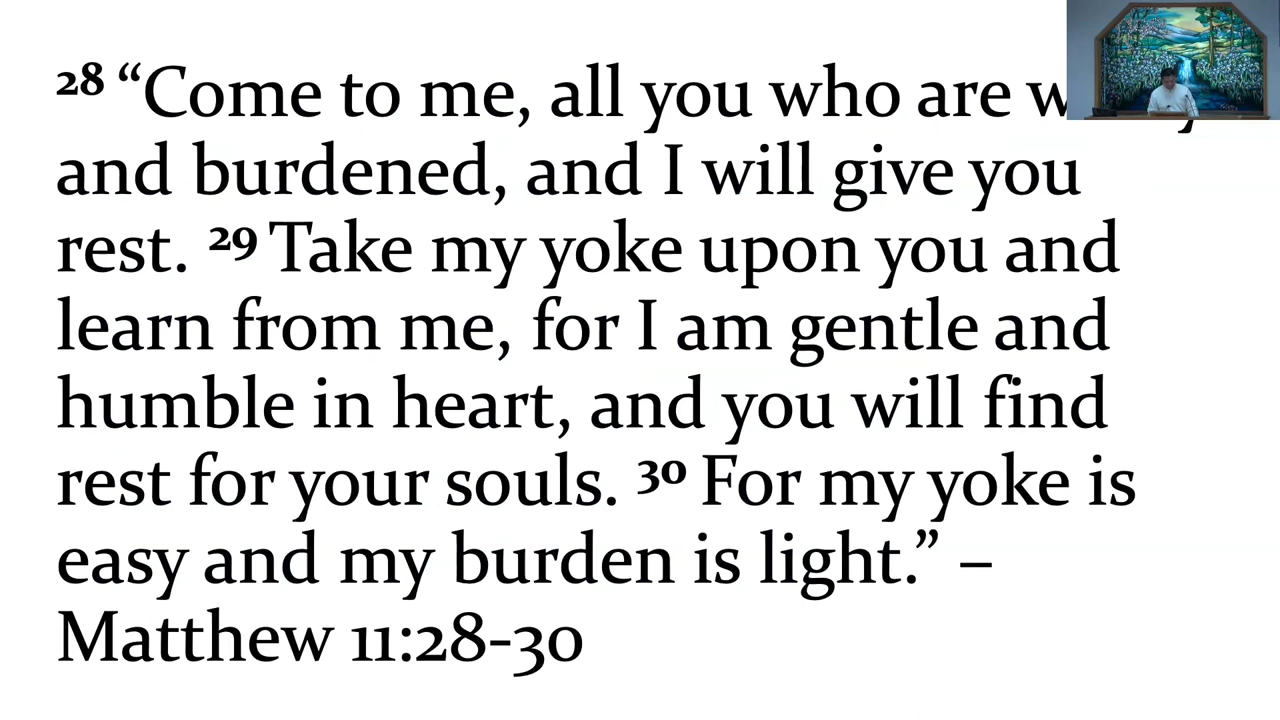 28 “Come to me, all you who are
and burdened, and I will give you
rest. 29 Take my yoke upon you and
learn from me, for I am gentle and
humble in heart, and you will find
rest for your souls. 30 For my yoke is
easy and my burden is light.” –
Matthew 11:28-30